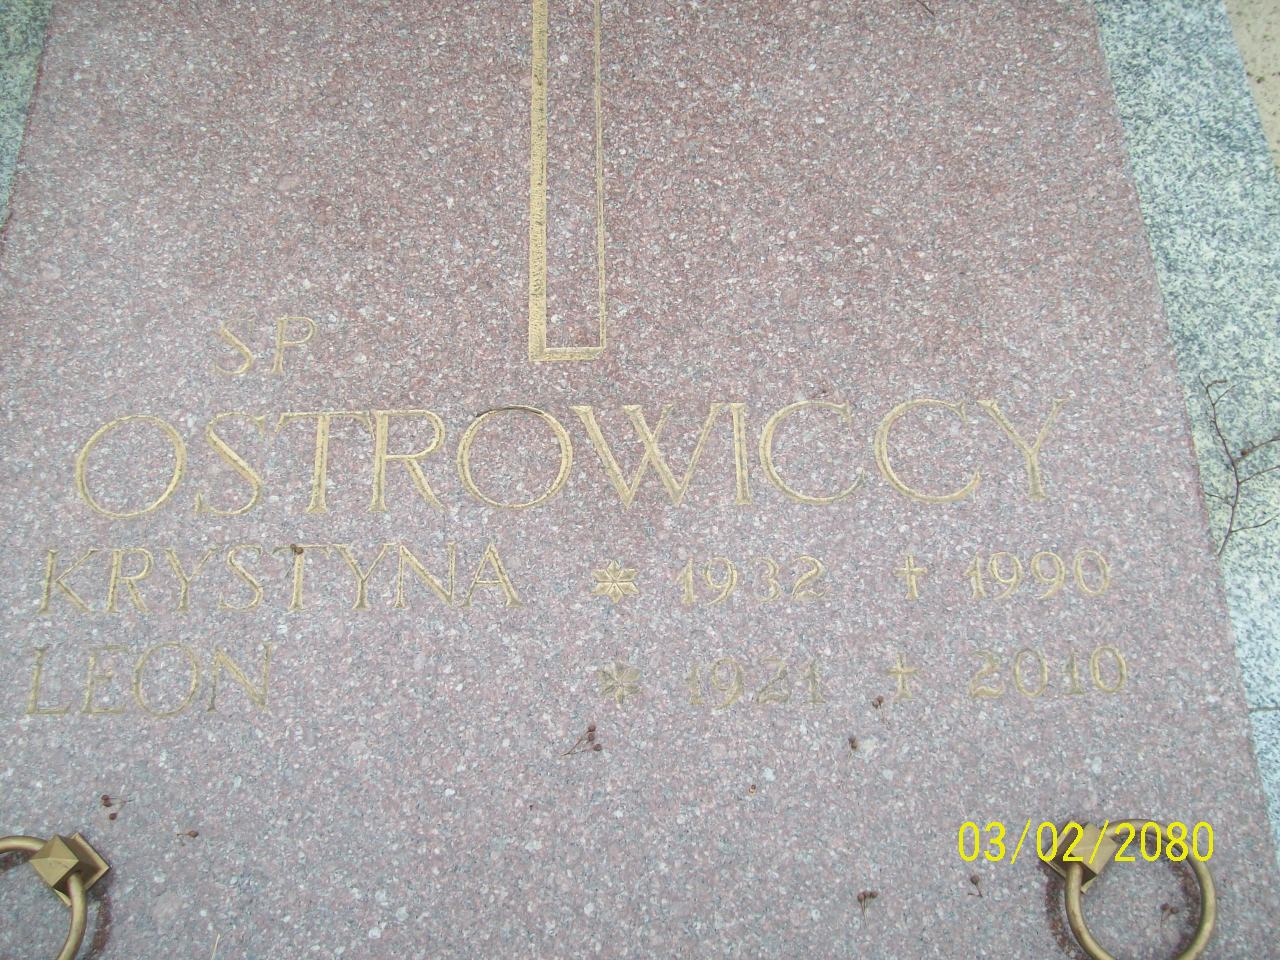 SP
OSTROWICCY
KRYSTYNA * 1932 † 1990
LEON * 1921 † 2010
03/02/2080